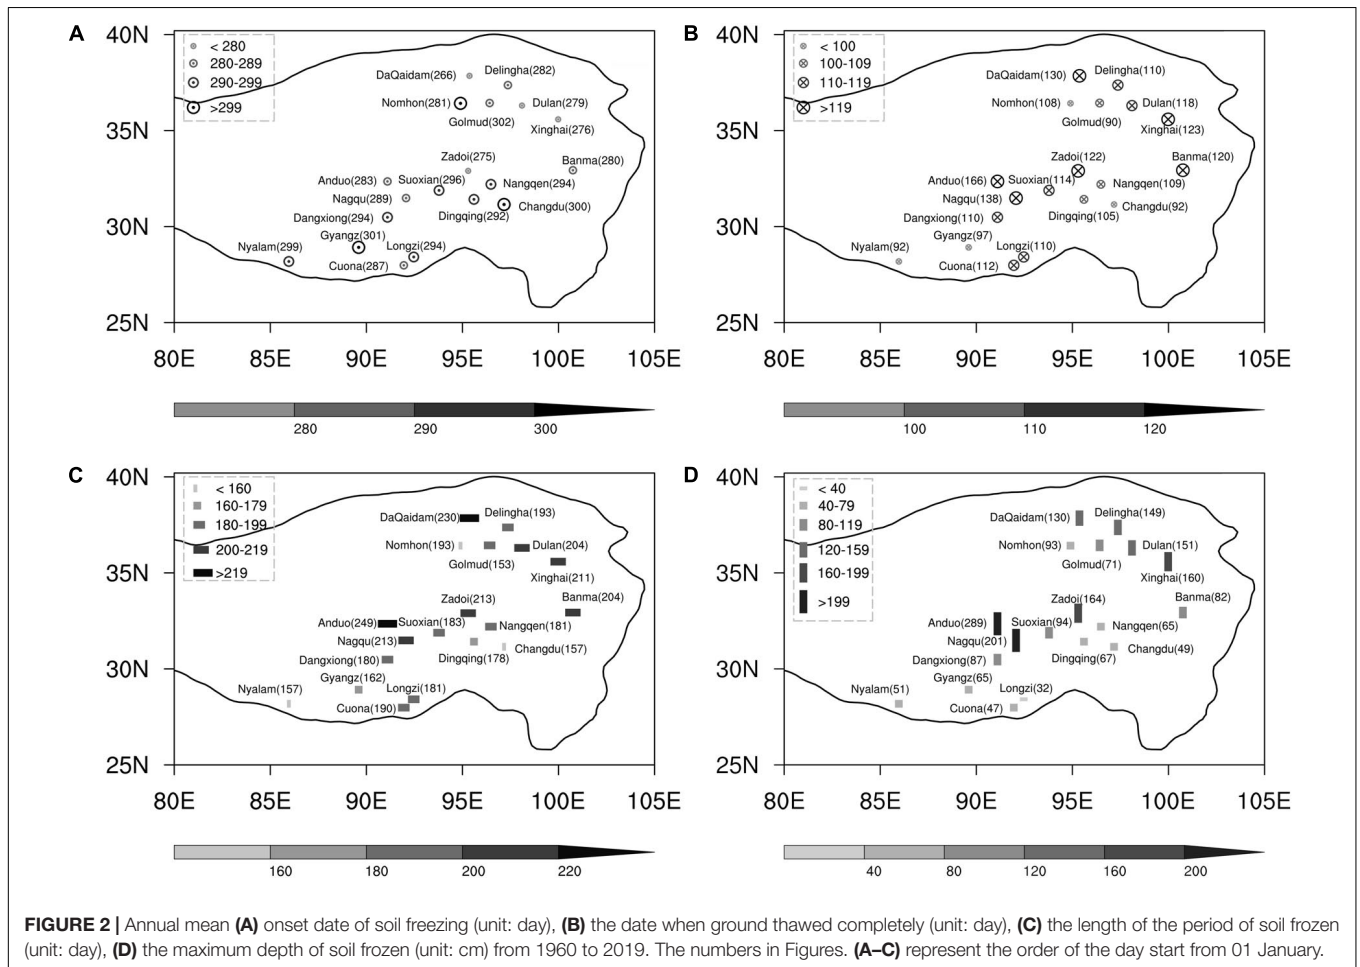 A
40N
35N
30N
25N
80E 85E 90E 95E 100E 105E
< 280
280-289
290-299
>299
DaQaidam(266)
Delingha(282)
Nomhon(281)
Dulan(279)
Golmud(302)
Xinghai(276)
Zadoi(275)
Banma(280)
Anduo(283)
Suoxian(296)
Nangqen(294)
Nagqu(289)
Changdu(300)
Dangxiong(294)
Dingqing(292)
Gyangz(301)
Nyalam(299)
Longzi(294)
Cuona(287)
280 290 300
B
40N
35N
30N
25N
80E 85E 90E 95E 100E 105E
< 100
100-109
110-119
>119
DaQaidam(130)
Delingha(110)
Nomhon(108)
Dulan(118)
Golmud(90)
Xinghai(123)
Zadoi(122)
Banma(120)
Anduo(166)
Suoxian(114)
Nangqen(109)
Nagqu(138)
Changdu(92)
Dangxiong(110)
Dingqing(105)
Gyangz(97)
Nyalam(92)
Longzi(110)
Cuona(112)
100 110 120
C
40N
35N
30N
25N
80E 85E 90E 95E 100E 105E
< 160
160-179
180-199
200-219
>219
DaQaidam(230)
Delingha(193)
Nomhon(193)
Dulan(204)
Golmud(153)
Xinghai(211)
Zadoi(213)
Banma(204)
Anduo(249)
Suoxian(183)
Nangqen(181)
Nagqu(213)
Changdu(157)
Dangxiong(180)
Dingqing(178)
Gyangz(162)
Nyalam(157)
Longzi(181)
Cuona(190)
160 180 200 220
D
40N
35N
30N
25N
80E 85E 90E 95E 100E 105E
< 40
40-79
80-119
120-159
160-199
>199
DaQaidam(130)
Delingha(149)
Nomhon(93)
Dulan(151)
Golmud(71)
Xinghai(160)
Zadoi(164)
Banma(82)
Anduo(289)
Suoxian(94)
Nangqen(65)
Nagqu(201)
Changdu(49)
Dangxiong(87)
Dingqing(67)
Gyangz(65)
Nyalam(51)
Longzi(32)
Cuona(47)
40 80 120 160 200
FIGURE 2 | Annual mean (A) onset date of soil freezing (unit: day), (B) the date when ground thawed completely (unit: day), (C) the length of the period of soil frozen
(unit: day), (D) the maximum depth of soil frozen (unit: cm) from 1960 to 2019. The numbers in Figures. (A–C) represent the order of the day start from 01 January.